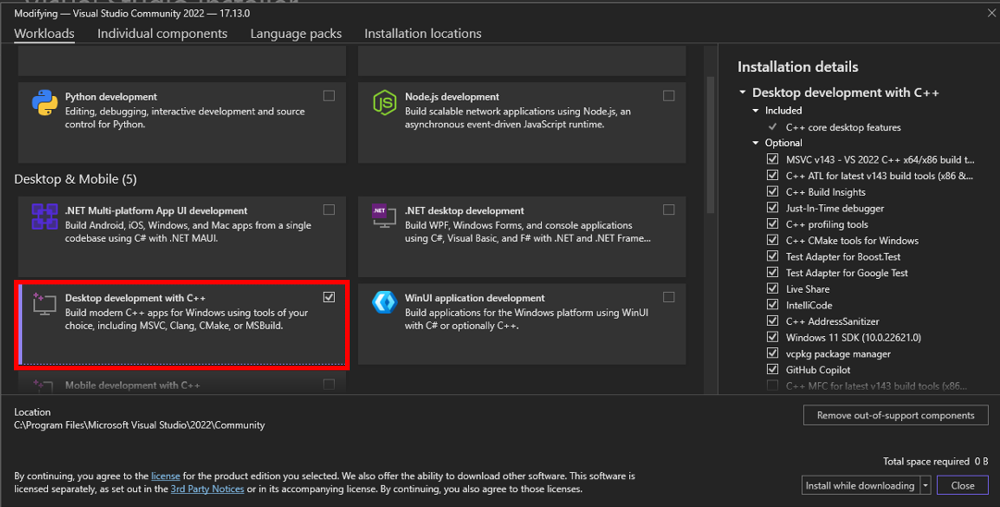 Modifying — Visual Studio Community 2022 — 17.13.0
Workloads
Individual components
Language packs
Installation locations
Python development
Editing, debugging, interactive development and source
control for Python.
Node.js development
Build scalable network applications using Node.js, an
asynchronous event-driven JavaScript runtime.
Desktop & Mobile (5)
.NET Multi-platform App UI development
Build Android, iOS, Windows, and Mac apps from a single
codebase using C# with .NET MAUI.
.NET desktop development
Build WPF, Windows Forms, and console applications
using C#, Visual Basic, and F# with .NET and .NET Frame...
Desktop development with C++
Build modern C++ apps for Windows using tools of your
choice, including MSVC, Clang, CMake, or MSBuild.
WinUI application development
Build applications for the Windows platform using WinUI
with C# or optionally C++.
Mobile development with C++
Installation details
Desktop development with C++
Included
C++ core desktop features
Optional
MSVC v143 - VS 2022 C++ x64/x86 build t...
C++ ATL for latest v143 build tools (x86 &...
C++ Build Insights
Just-In-Time debugger
C++ profiling tools
C++ CMake tools for Windows
Test Adapter for Boost.Test
Test Adapter for Google Test
Live Share
IntelliCode
C++ AddressSanitizer
Windows 11 SDK (10.0.22621.0)
vcpkg package manager
GitHub Copilot
C++ MFC for latest v143 build tools (x86...
Location
C:\Program Files\Microsoft Visual Studio\2022\Community
Remove out-of-support components
Total space required 0 B
By continuing, you agree to the license for the product edition you selected. We also offer the ability to download other software. This software is
licensed separately, as set out in the 3rd Party Notices or in its accompanying license. By continuing, you also agree to those licenses.
Install while downloading
Close